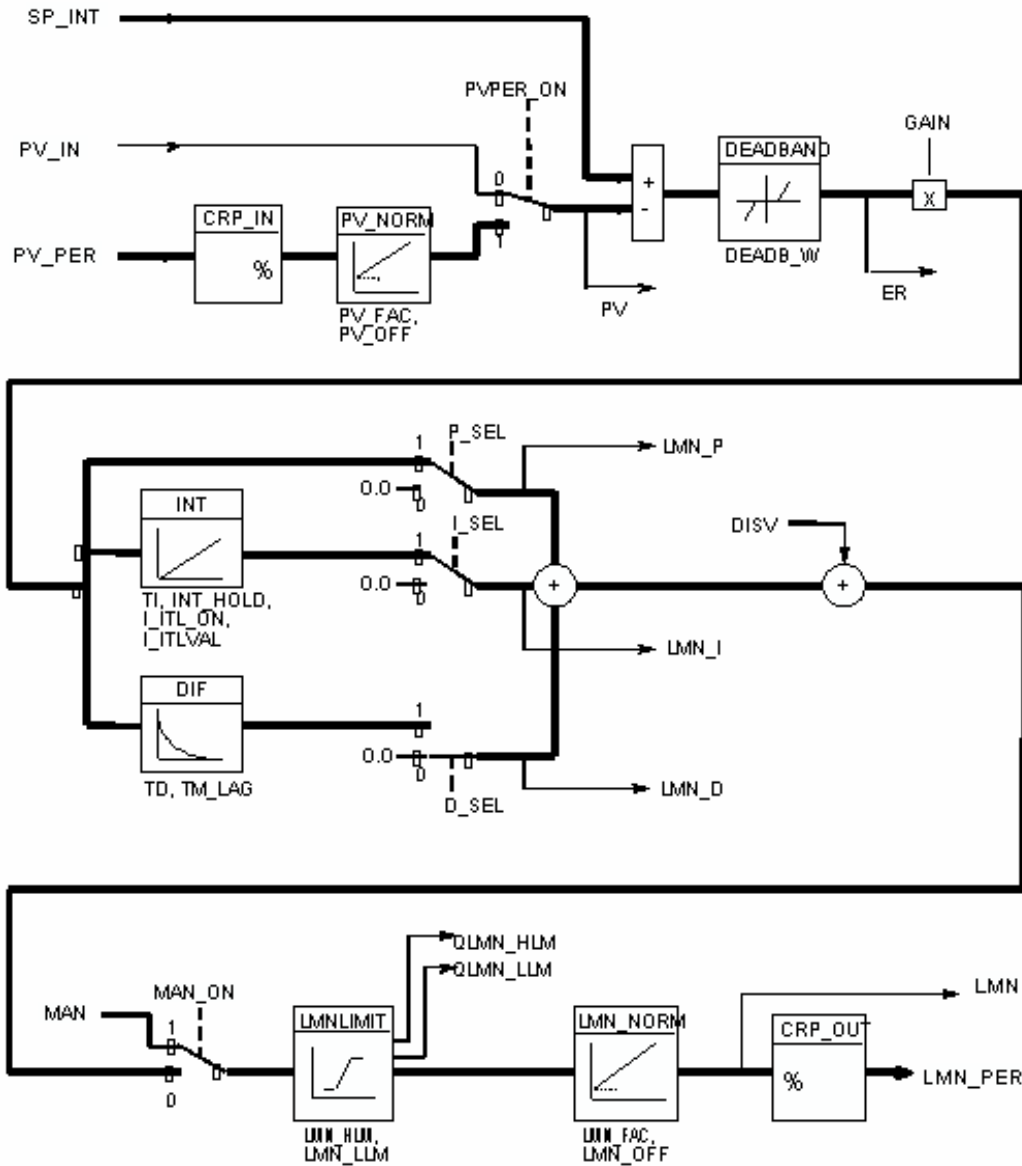 SP_INT
PVPER_ON
GAIN
PV_IN
DEADBAND
0
+
-
X
CRP_IN
PV_NORM
PV_PER
%
1
DEADB_W
ER
PV
PV_FAC,
PV_OFF
P_SEL
1
LMN_P
0.0
0
INT
I_SEL
DISV
1
0.0
0
+
+
TI, INT_HOLD,
I_ITL_ON,
I_ITLVAL
LMN_I
DIF
1
0.0
0
TD, TM_LAG
D_SEL
LMN_D
QLMN_HLM
QLMN_LLM
MAN_ON
LMN
MAN
1
LMNLIMIT
LMN_NORM
CRP_OUT
%
LMN_PER
0
LMN_HLM,
LMN_LLM
LMN_FAC,
LMN_OFF